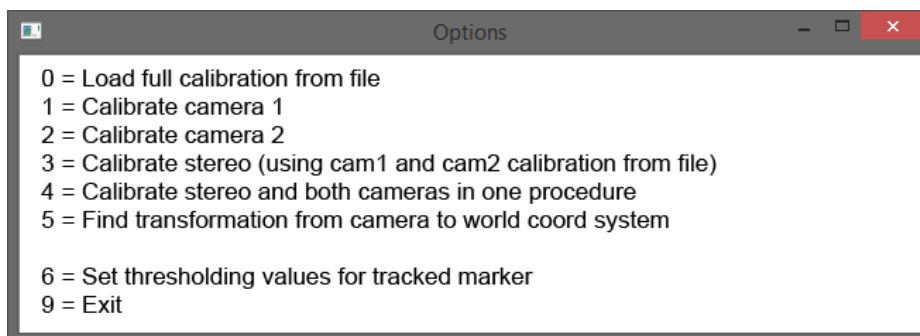 Options
0 = Load full calibration from file
1 = Calibrate camera 1
2 = Calibrate camera 2
3 = Calibrate stereo (using cam1 and cam2 calibration from file)
4 = Calibrate stereo and both cameras in one procedure
5 = Find transformation from camera to world coord system
6 = Set thresholding values for tracked marker
9 = Exit